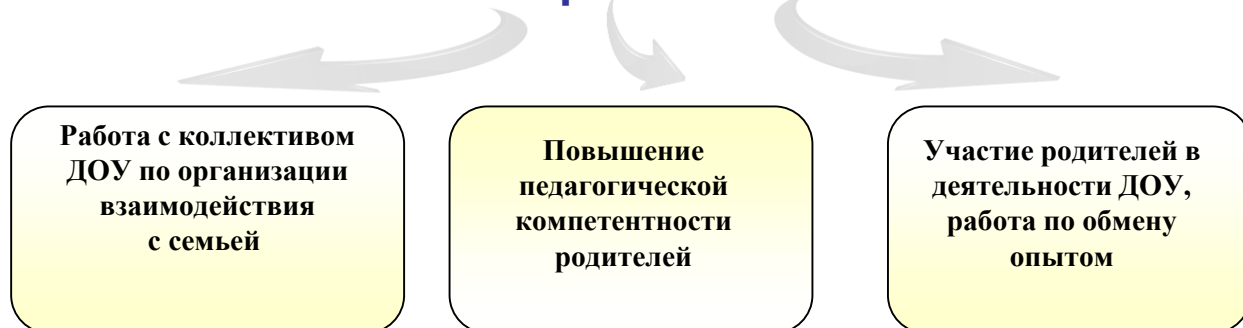 Работа с коллективом
ДОУ по организации
взаимодействия
с семьей
Повышение
педагогической
компетентности
родителей
Участие родителей в
деятельности ДОУ,
работа по обмену
опытом